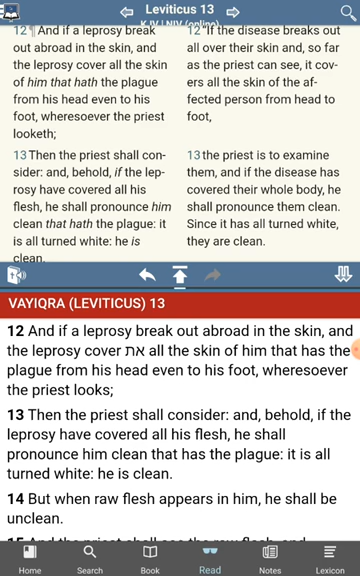 Leviticus 13
KJV | NIV (online)
12 ¶ And if a leprosy break
out abroad in the skin, and
the leprosy cover all the skin
of him that hath the plague
from his head even to his
foot, wheresoever the priest
looketh;
13 Then the priest shall con-
sider: and, behold, if the lep-
rosy have covered all his
flesh, he shall pronounce him
clean that hath the plague: it
is all turned white: he is
clean.
12 "If the disease breaks out
all over their skin and, so far
as the priest can see, it cov-
ers all the skin of the af-
fected person from head to
foot,
13 the priest is to examine
them, and if the disease has
covered their whole body, he
shall pronounce them clean.
Since it has all turned white,
they are clean.
VAYIQRA (LEVITICUS) 13
12 And if a leprosy break out abroad in the skin, and
the leprosy cover את all the skin of him that has the
plague from his head even to his foot, wheresoever
the priest looks;
13 Then the priest shall consider: and, behold, if the
leprosy have covered all his flesh, he shall
pronounce him clean that has the plague: it is all
turned white: he is clean.
14 But when raw flesh appears in him, he shall be
unclean.
15 And the priest shall see the raw flesh, and
Home
Search
Book
Read
Notes
Lexicon